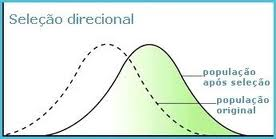 Seleção direcional
população
após seleção
população
original